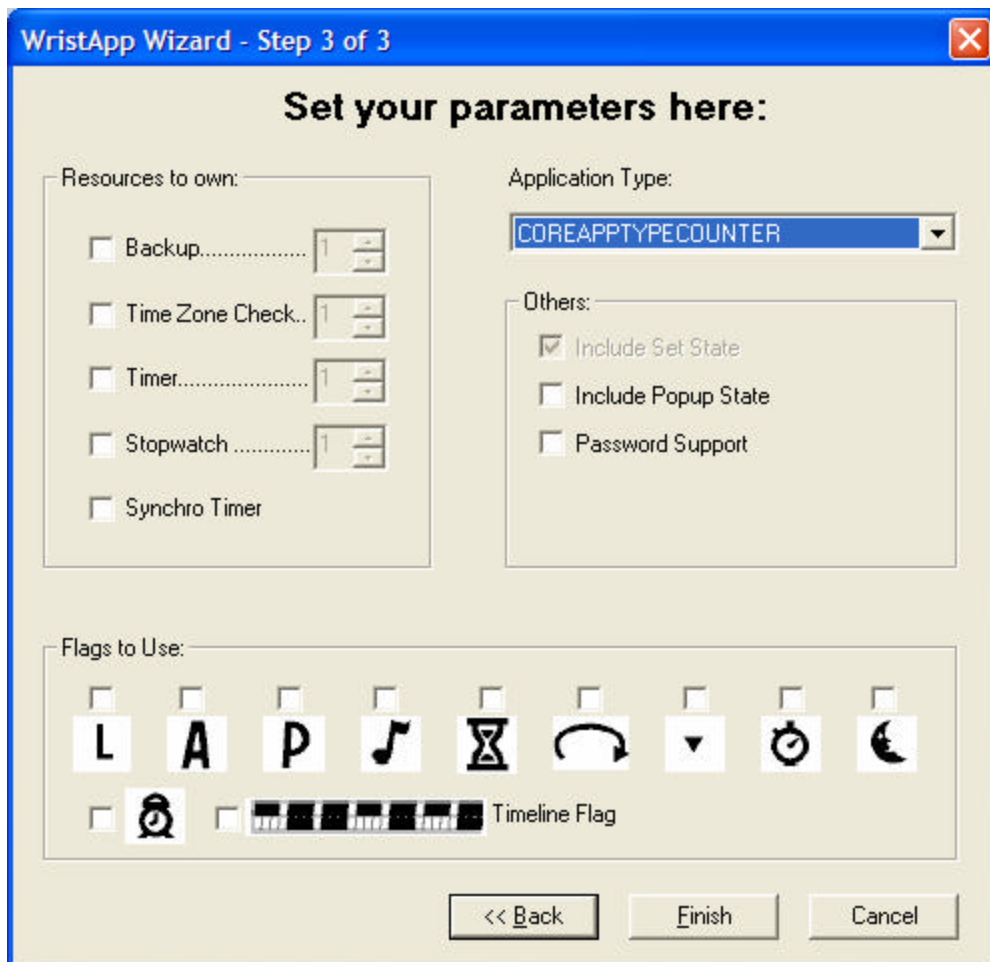 WristApp Wizard - Step 3 of 3
Set your parameters here:
Resources to own:
Backup.................. 1
Time Zone Check.. 1
Timer...................... 1
Stopwatch ............. 1
Synchro Timer
Application Type:
COREAPPTYPECOUNTER
Others:
Include Set State
Include Popup State
Password Support
Flags to Use:
L A P
Timeline Flag
<< Back Finish Cancel